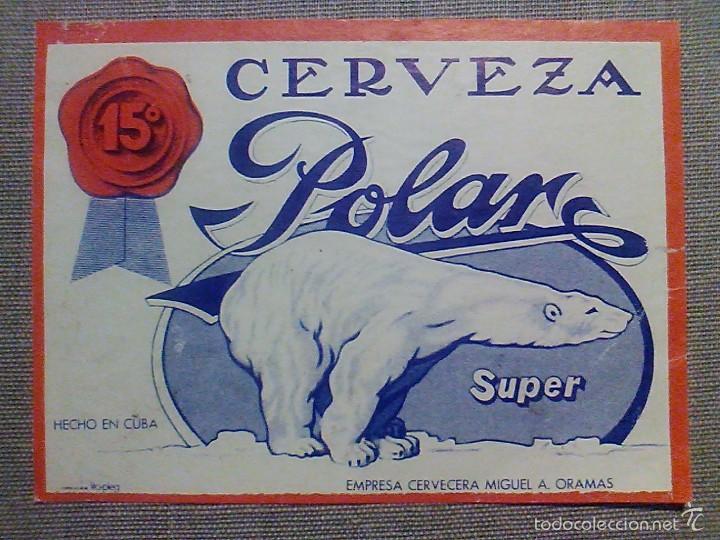 CERVEZA
15°
Polar
Super
HECHO EN CUBA
EMPRESA CERVECERA MIGUEL A. ORAMAS
todocoleccion.net